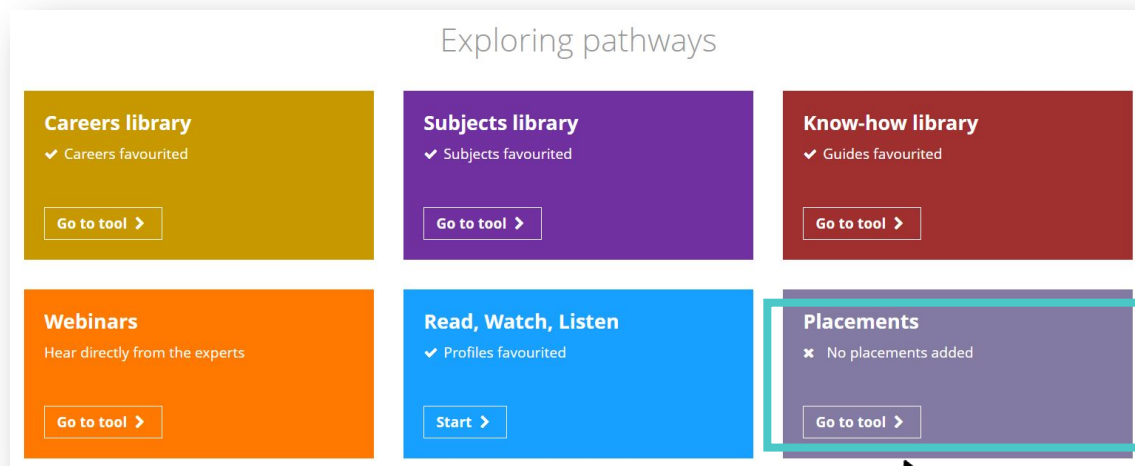 Exploring pathways
Careers library
✔ Careers favourited
Go to tool >
Subjects library
✔ Subjects favourited
Go to tool >
Know-how library
✔ Guides favourited
Go to tool >
Webinars
Hear directly from the experts
Go to tool >
Read, Watch, Listen
✔ Profiles favourited
Start >
Placements
✖ No placements added
Go to tool >